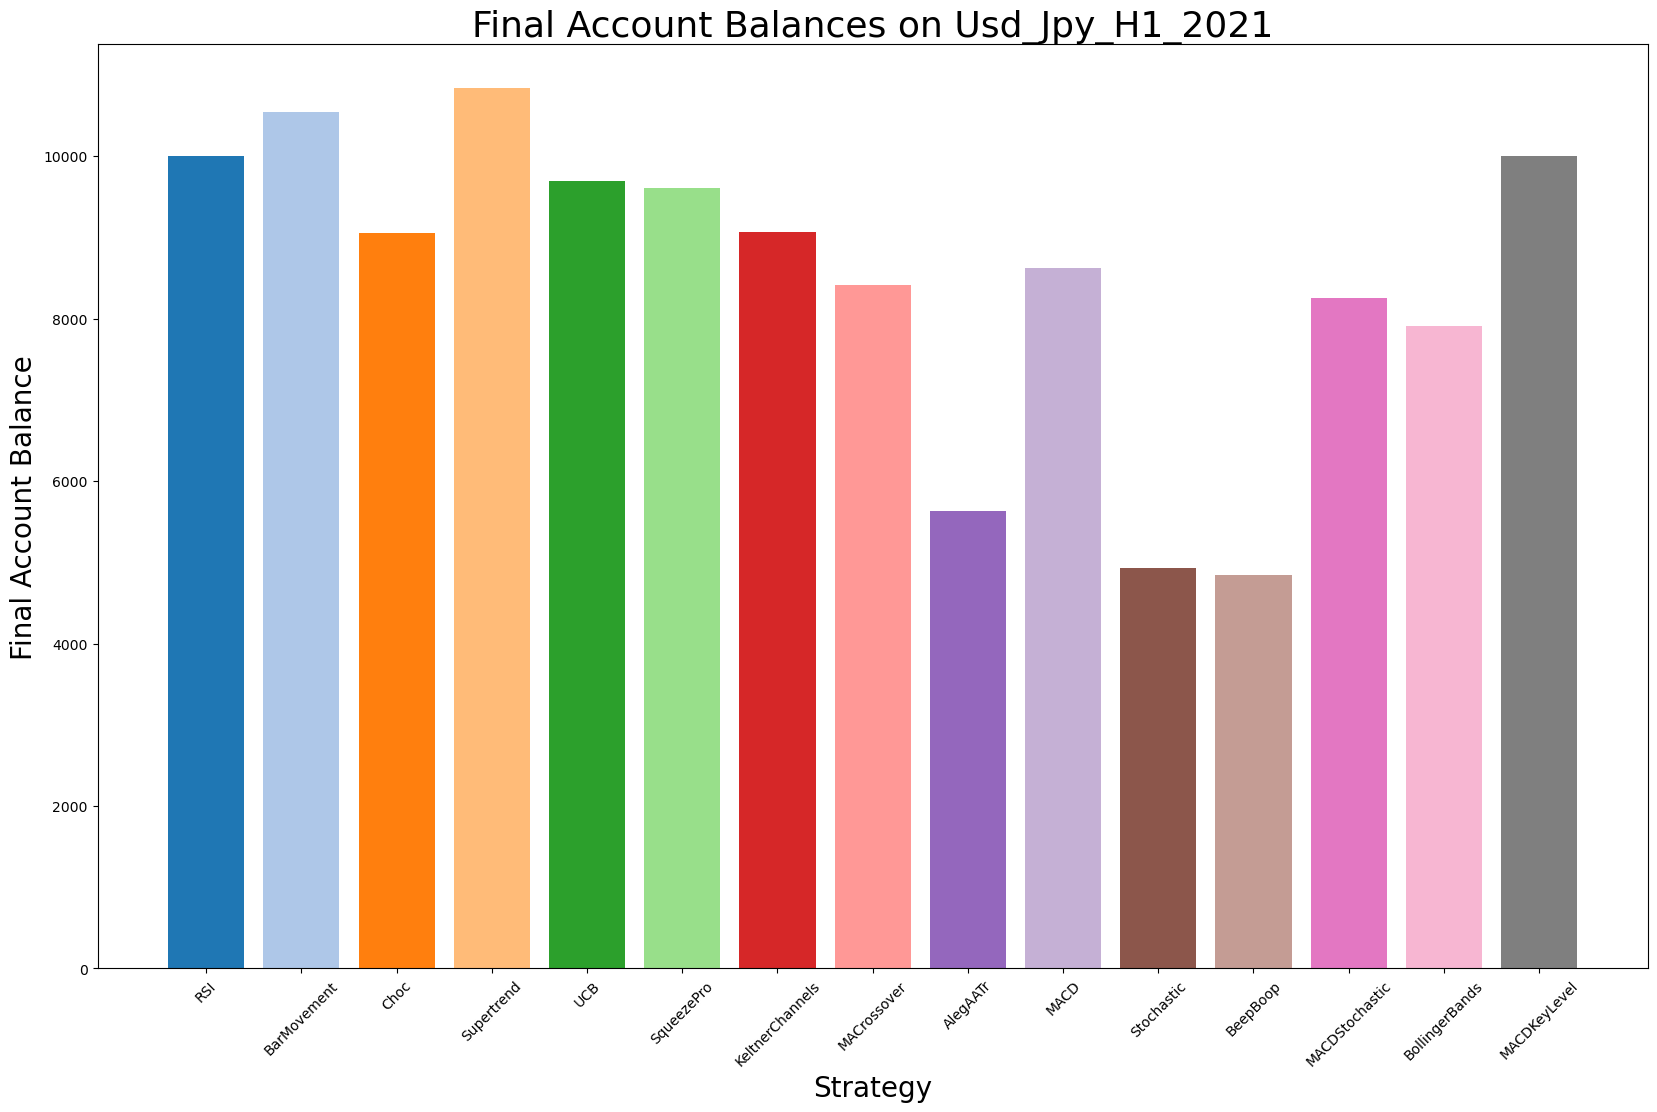 Final Account Balances on Usd_Jpy_H1_2021
Final Account Balance
10000
8000
6000
4000
2000
0
RSI
BarMovement
Choc
Supertrend
UCB
SqueezePro
KeltnerChannels
MACrossover
AlegAATr
MACD
Stochastic
BeepBoop
MACDStochastic
BollingerBands
MACDKeyLevel
Strategy